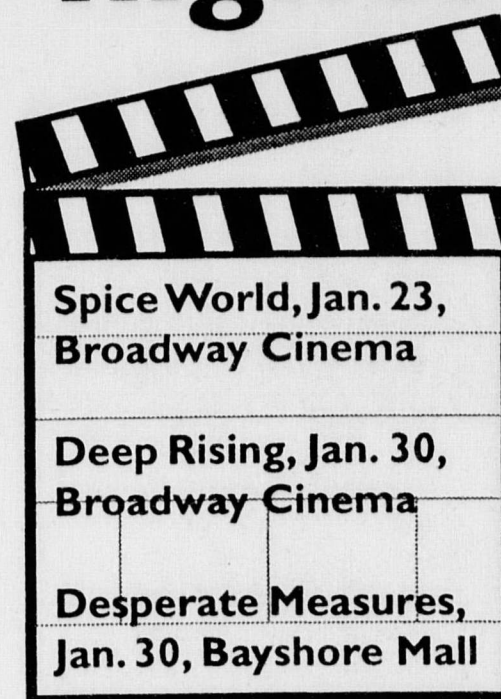 Spice World, Jan. 23,
Broadway Cinema
Deep Rising, Jan. 30,
Broadway Cinema
Desperate Measures,
Jan. 30, Bayshore Mall